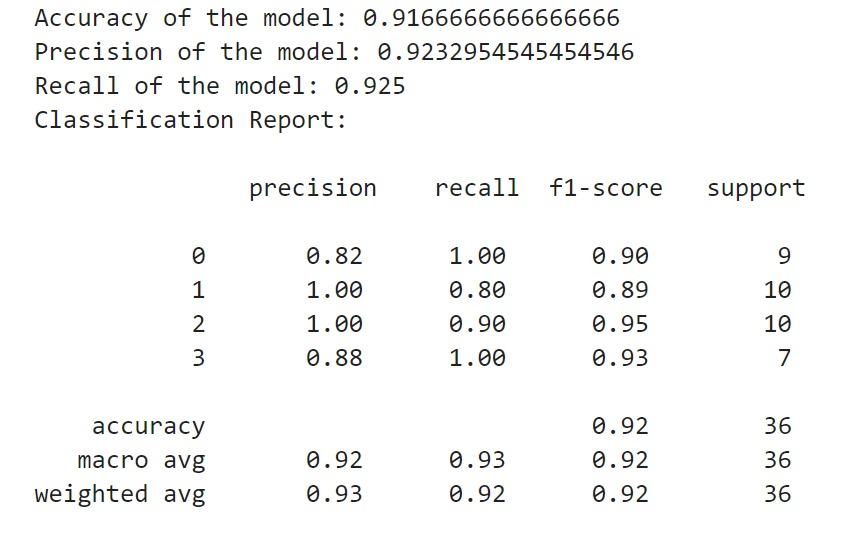 Accuracy of the model: 0.9166666666666666
Precision of the model: 0.9232954545454546
Recall of the model: 0.925
Classification Report:
precision recall f1-score support
0 0.82 1.00 0.90 9
1 1.00 0.80 0.89 10
2 1.00 0.90 0.95 10
3 0.88 1.00 0.93 7
accuracy 0.92 36
macro avg 0.92 0.93 0.92 36
weighted avg 0.93 0.92 0.92 36